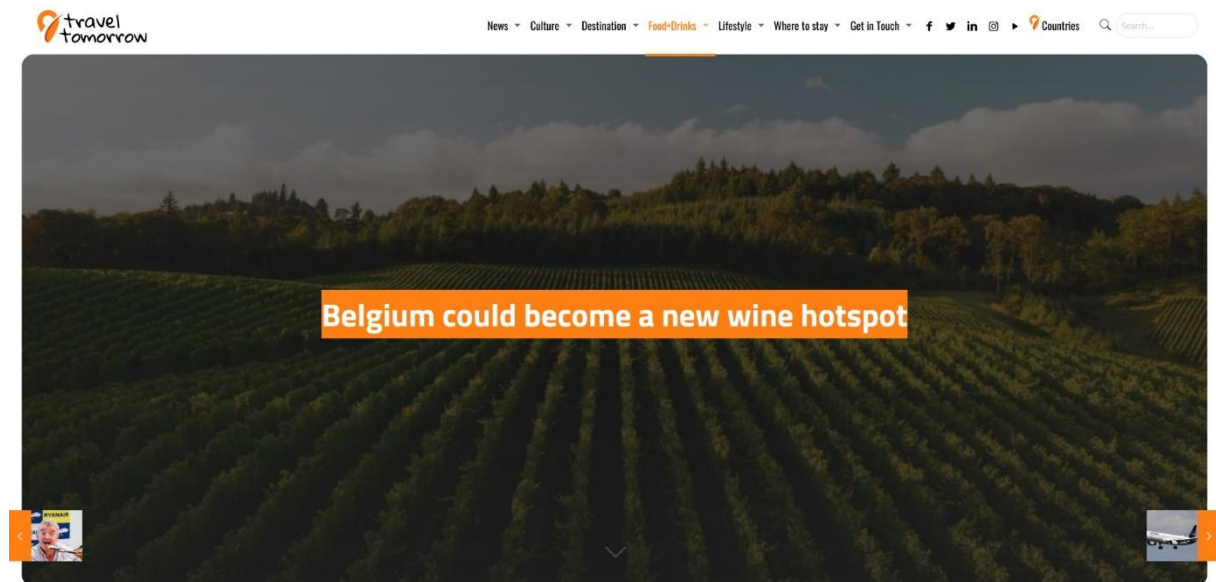 travel
tomorrow
News Culture Destination Food+Drinks Lifestyle Where to stay Get in Touch Countries Search...
Belgium could become a new wine hotspot
RYANAIR